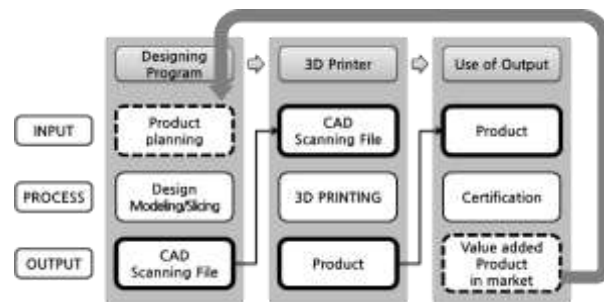 Designing
Program
3D Printer
Use of Output
INPUT
Product
planning
CAD
Scanning File
Product
PROCESS
Design
Modeling/Slicing
3D PRINTING
Certification
OUTPUT
CAD
Scanning File
Product
Value added
Product
in market